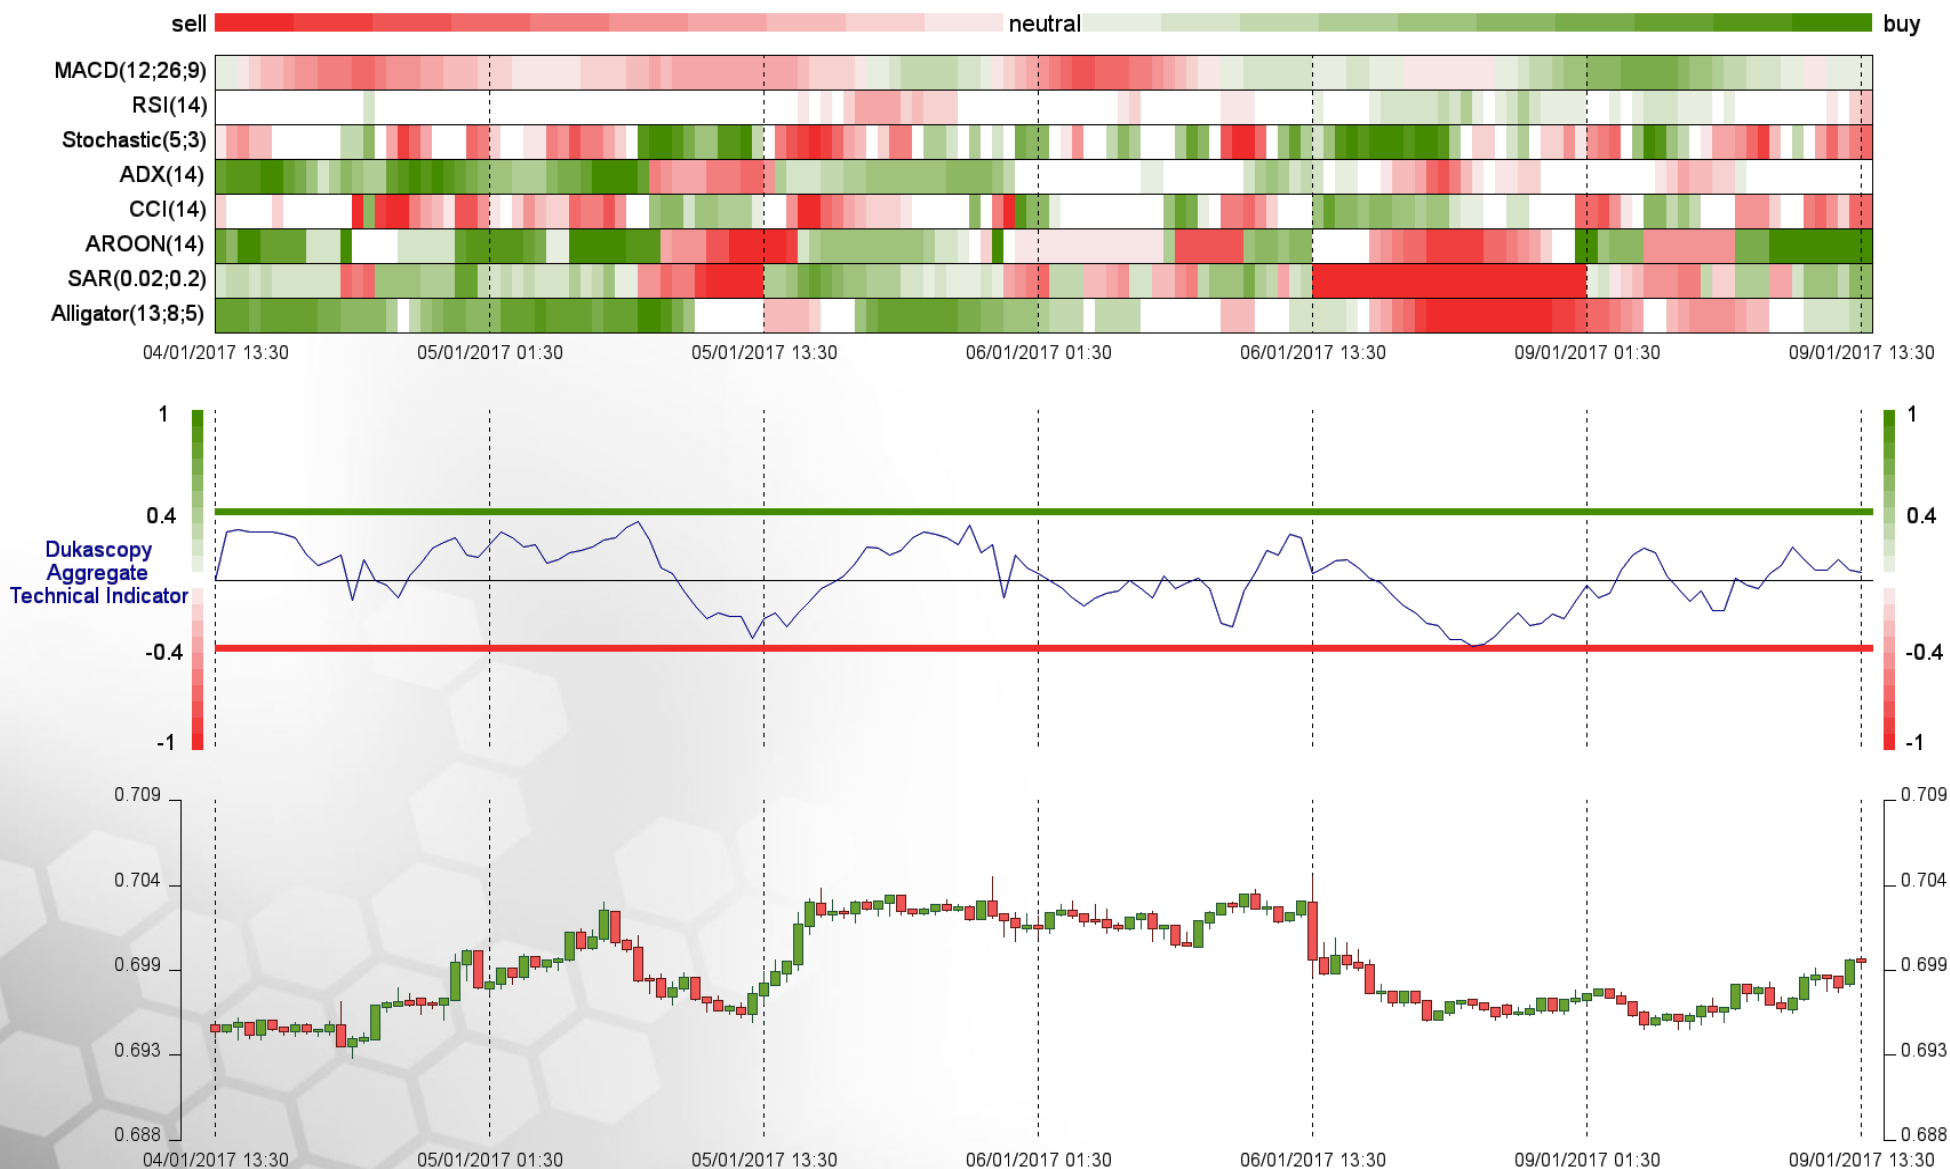 sell neutral buy
MACD(12;26;9)
RSI(14)
Stochastic(5;3)
ADX(14)
CCI(14)
AROON(14)
SAR(0.02;0.2)
Alligator(13;8;5)
04/01/2017 13:30 05/01/2017 01:30 05/01/2017 13:30 06/01/2017 01:30 06/01/2017 13:30 09/01/2017 01:30 09/01/2017 13:30
1 1
0.4 0.4
Dukascopy
Aggregate
Technical Indicator
-0.4 -0.4
-1 -1
0.709 0.709
0.704 0.704
0.699 0.699
0.693 0.693
0.688 0.688
04/01/2017 13:30 05/01/2017 01:30 05/01/2017 13:30 06/01/2017 01:30 06/01/2017 13:30 09/01/2017 01:30 09/01/2017 13:30